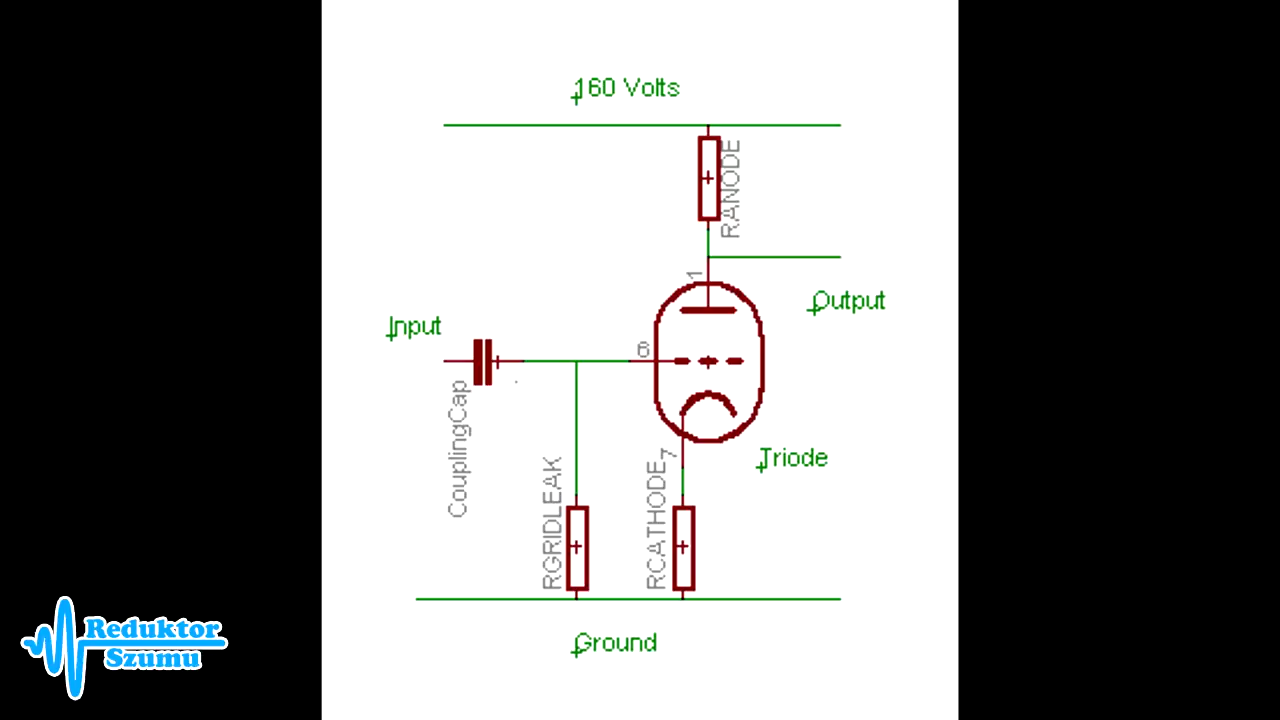 160 Volts
RANODE
1
Output
Input
6
CouplingCap
Triode
7
RGRIDLEAK
RCATHODE
Ground
Reduktor
Szumu